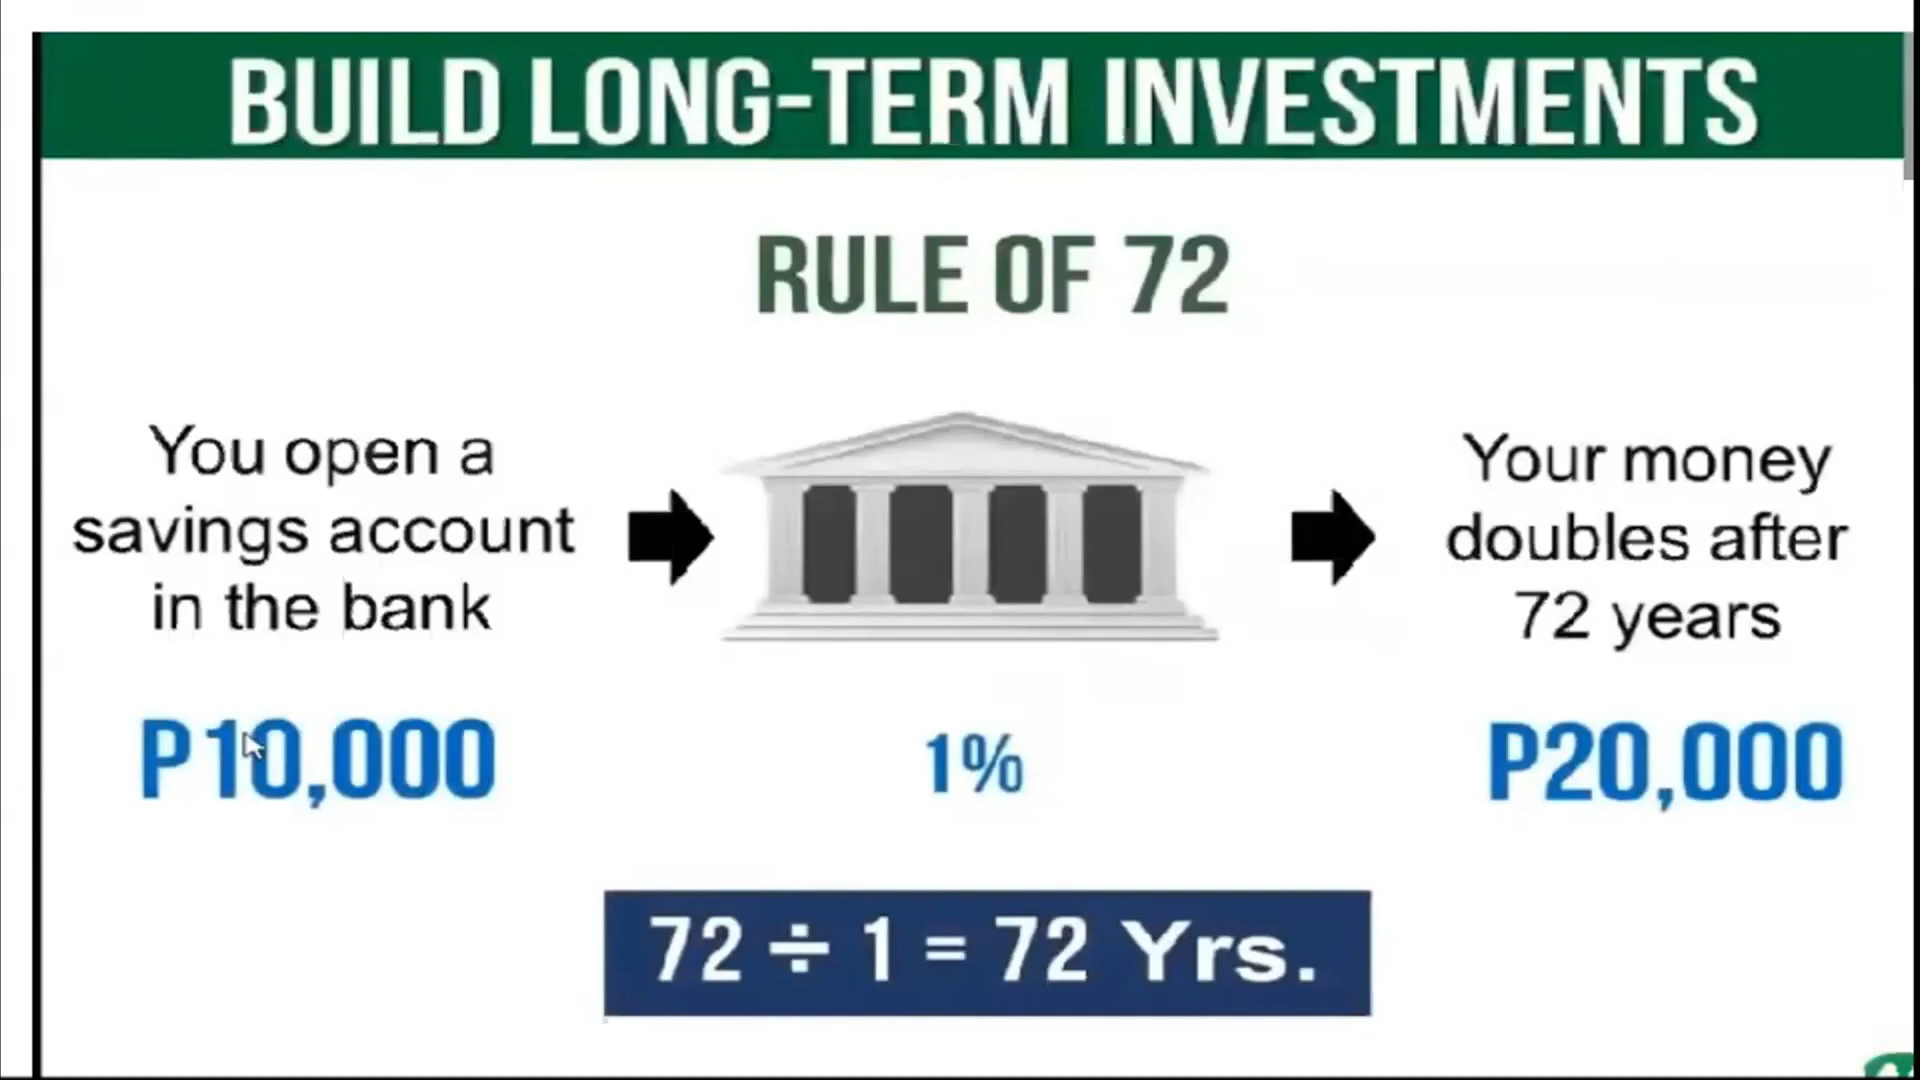 BUILD LONG-TERM INVESTMENTS
RULE OF 72
You open a
savings account
in the bank
Your money
doubles after
72 years
P10,000
1%
P20,000
72 ÷ 1 = 72 Yrs.